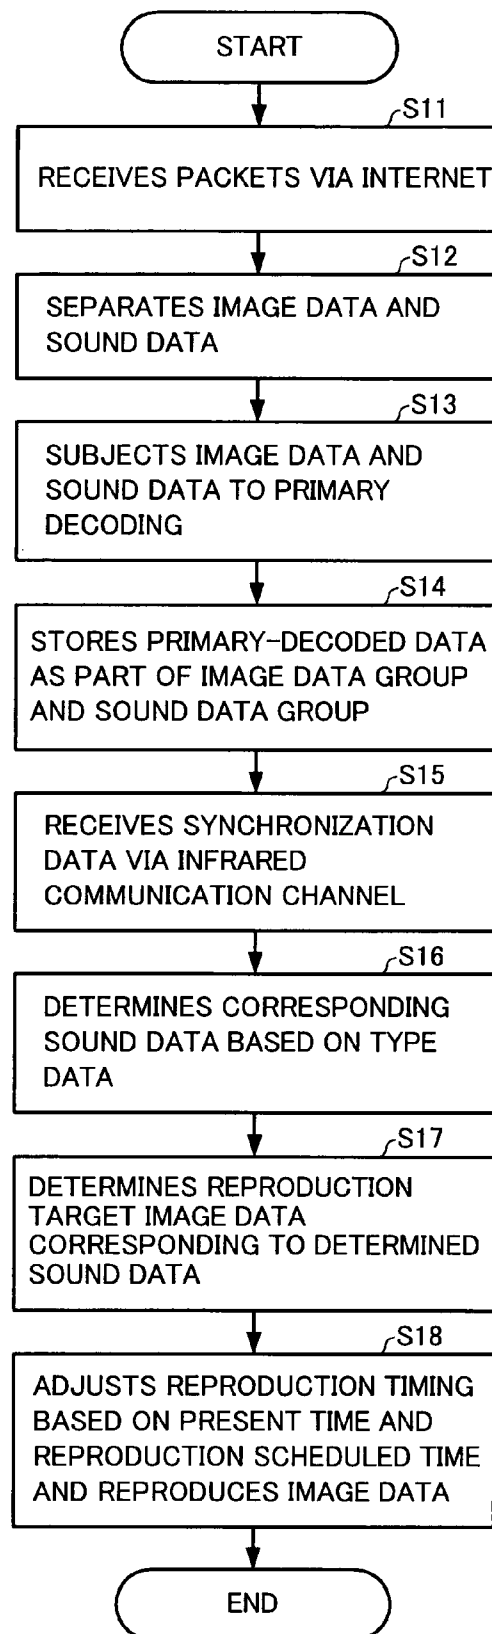 START
S11
RECEIVES PACKETS VIA INTERNET
S12
SEPARATES IMAGE DATA AND
SOUND DATA
S13
SUBJECTS IMAGE DATA AND
SOUND DATA TO PRIMARY
DECODING
S14
STORES PRIMARY-DECODED DATA
AS PART OF IMAGE DATA GROUP
AND SOUND DATA GROUP
S15
RECEIVES SYNCHRONIZATION
DATA VIA INFRARED
COMMUNICATION CHANNEL
S16
DETERMINES CORRESPONDING
SOUND DATA BASED ON TYPE
DATA
S17
DETERMINES REPRODUCTION
TARGET IMAGE DATA
CORRESPONDING TO DETERMINED
SOUND DATA
S18
ADJUSTS REPRODUCTION TIMING
BASED ON PRESENT TIME AND
REPRODUCTION SCHEDULED TIME
AND REPRODUCES IMAGE DATA
END